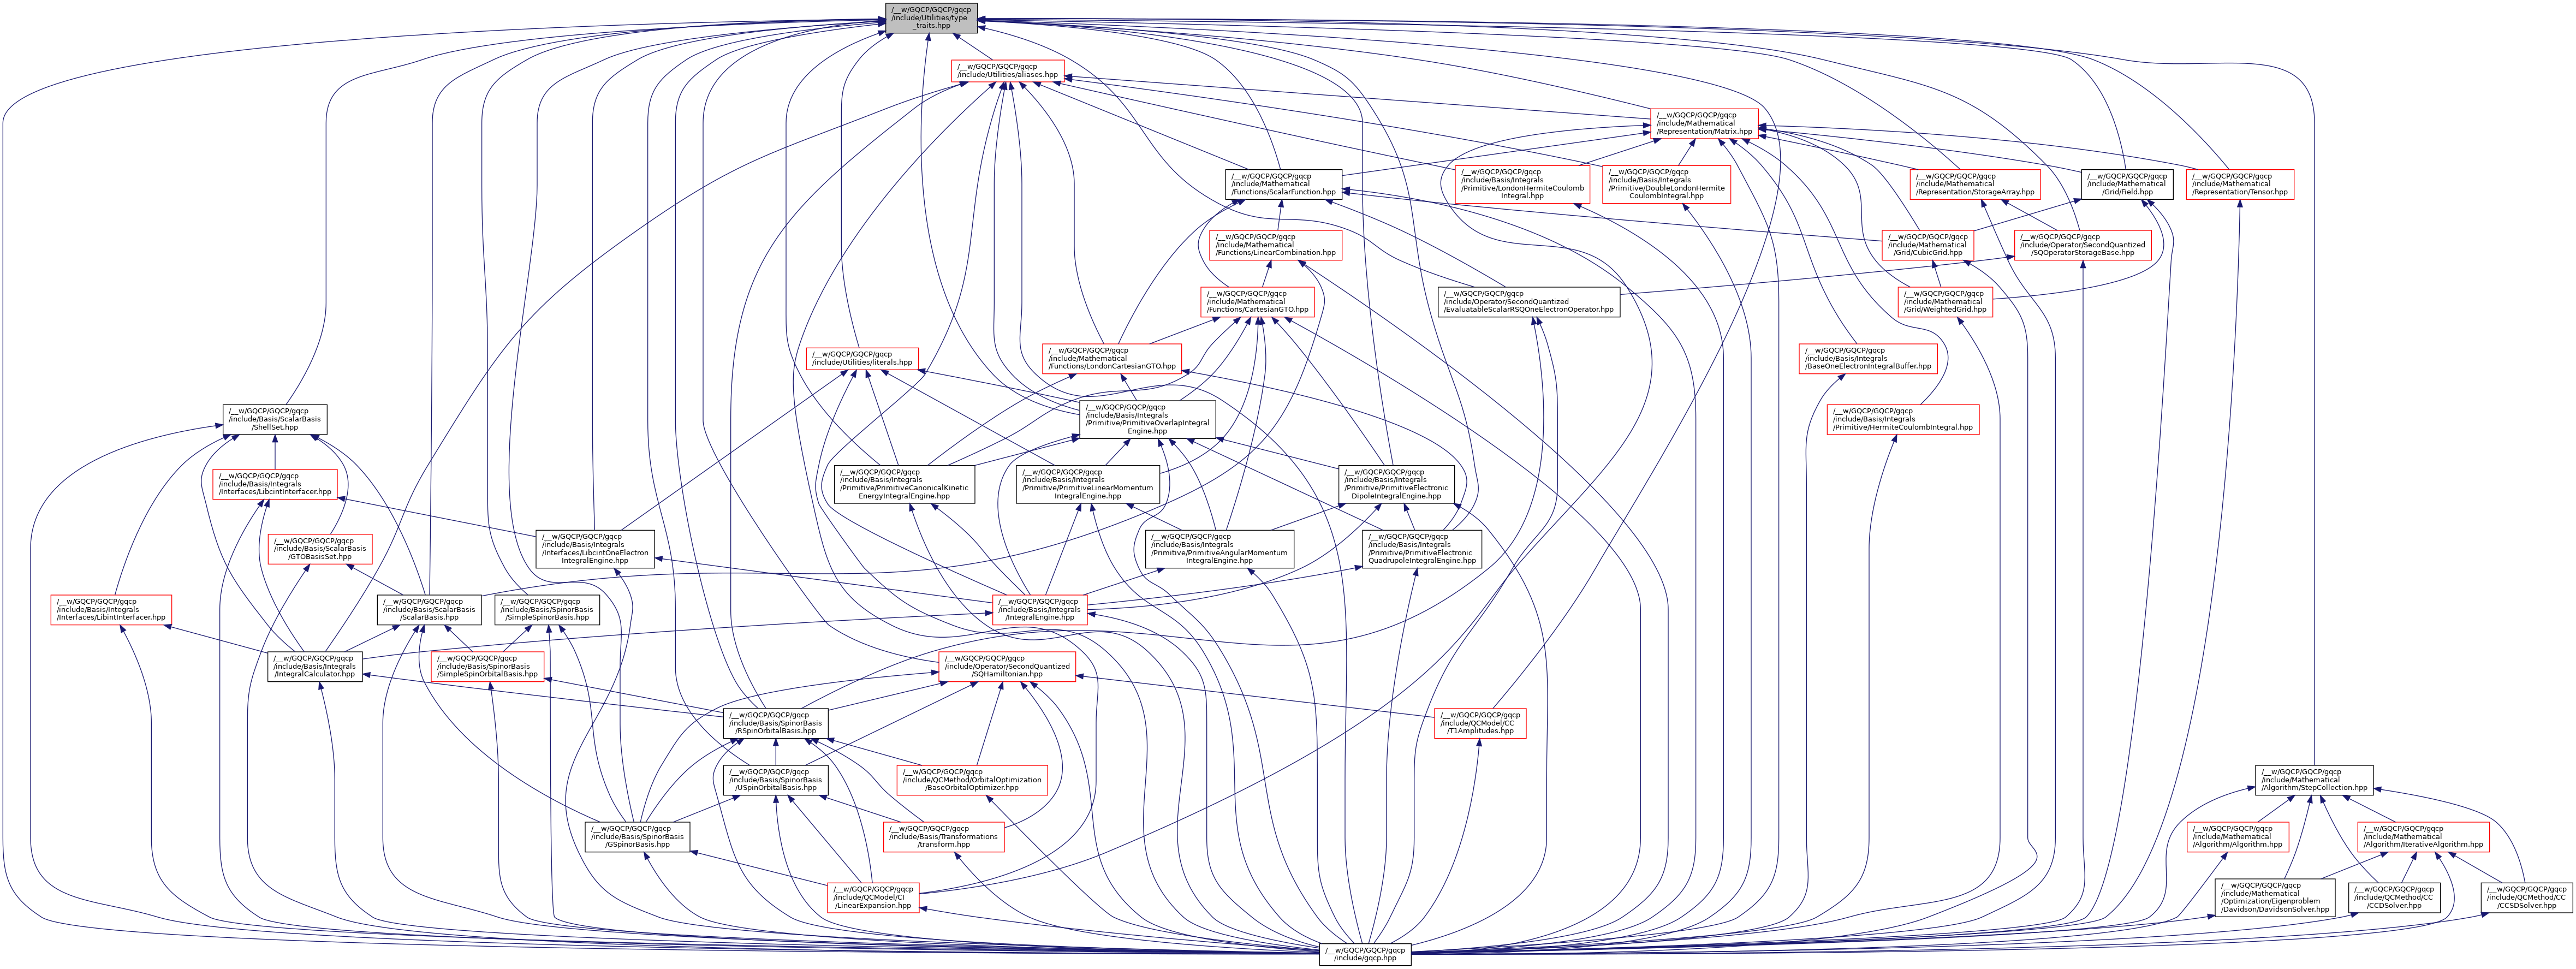 /__w/GQCP/GQCP/gqcp
/include/Utilities/type
_traits.hpp
/__w/GQCP/GQCP/gqcp
/include/Utilities/aliases.hpp
/__w/GQCP/GQCP/gqcp
/include/Mathematical
/Representation/Matrix.hpp
/__w/GQCP/GQCP/gqcp
/include/Mathematical
/Functions/ScalarFunction.hpp
/__w/GQCP/GQCP/gqcp
/include/Basis/Integrals
/Primitive/LondonHermiteCoulomb
Integral.hpp
/__w/GQCP/GQCP/gqcp
/include/Basis/Integrals
/Primitive/DoubleLondonHermite
CoulombIntegral.hpp
/__w/GQCP/GQCP/gqcp
/include/Mathematical
/Representation/StorageArray.hpp
/__w/GQCP/GQCP/gqcp
/include/Mathematical
/Grid/Field.hpp
/__w/GQCP/GQCP/gqcp
/include/Mathematical
/Representation/Tensor.hpp
/__w/GQCP/GQCP/gqcp
/include/Mathematical
/Functions/LinearCombination.hpp
/__w/GQCP/GQCP/gqcp
/include/Mathematical
/Grid/CubicGrid.hpp
/__w/GQCP/GQCP/gqcp
/include/Operator/SecondQuantized
/SQOperatorStorageBase.hpp
/__w/GQCP/GQCP/gqcp
/include/Mathematical
/Functions/CartesianGTO.hpp
/__w/GQCP/GQCP/gqcp
/include/Operator/SecondQuantized
/EvaluatableScalarRSQOneElectronOperator.hpp
/__w/GQCP/GQCP/gqcp
/include/Mathematical
/Grid/WeightedGrid.hpp
/__w/GQCP/GQCP/gqcp
/include/Utilities/literals.hpp
/__w/GQCP/GQCP/gqcp
/include/Mathematical
/Functions/LondonCartesianGTO.hpp
/__w/GQCP/GQCP/gqcp
/include/Basis/Integrals
/BaseOneElectronIntegralBuffer.hpp
/__w/GQCP/GQCP/gqcp
/include/Basis/ScalarBasis
/ShellSet.hpp
/__w/GQCP/GQCP/gqcp
/include/Basis/Integrals
/Primitive/PrimitiveOverlapIntegral
Engine.hpp
/__w/GQCP/GQCP/gqcp
/include/Basis/Integrals
/Primitive/HermiteCoulombIntegral.hpp
/__w/GQCP/GQCP/gqcp
/include/Basis/Integrals
/Interfaces/LibcintInterfacer.hpp
/__w/GQCP/GQCP/gqcp
/include/Basis/Integrals
/Primitive/PrimitiveCanonicalKinetic
EnergyIntegralEngine.hpp
/__w/GQCP/GQCP/gqcp
/include/Basis/Integrals
/Primitive/PrimitiveLinearMomentum
IntegralEngine.hpp
/__w/GQCP/GQCP/gqcp
/include/Basis/Integrals
/Primitive/PrimitiveElectronic
DipoleIntegralEngine.hpp
/__w/GQCP/GQCP/gqcp
/include/Basis/ScalarBasis
/GTOBasisSet.hpp
/__w/GQCP/GQCP/gqcp
/include/Basis/Integrals
/Interfaces/LibcintOneElectron
IntegralEngine.hpp
/__w/GQCP/GQCP/gqcp
/include/Basis/Integrals
/Primitive/PrimitiveAngularMomentum
IntegralEngine.hpp
/__w/GQCP/GQCP/gqcp
/include/Basis/Integrals
/Primitive/PrimitiveElectronic
QuadrupoleIntegralEngine.hpp
/__w/GQCP/GQCP/gqcp
/include/Basis/Integrals
/Interfaces/LibintInterfacer.hpp
/__w/GQCP/GQCP/gqcp
/include/Basis/ScalarBasis
/ScalarBasis.hpp
/__w/GQCP/GQCP/gqcp
/include/Basis/SpinorBasis
/SimpleSpinorBasis.hpp
/__w/GQCP/GQCP/gqcp
/include/Basis/Integrals
/IntegralEngine.hpp
/__w/GQCP/GQCP/gqcp
/include/Basis/Integrals
/IntegralCalculator.hpp
/__w/GQCP/GQCP/gqcp
/include/Basis/SpinorBasis
/SimpleSpinOrbitalBasis.hpp
/__w/GQCP/GQCP/gqcp
/include/Operator/SecondQuantized
/SQHamiltonian.hpp
/__w/GQCP/GQCP/gqcp
/include/Basis/SpinorBasis
/RSpinOrbitalBasis.hpp
/__w/GQCP/GQCP/gqcp
/include/QCModel/CC
/T1Amplitudes.hpp
/__w/GQCP/GQCP/gqcp
/include/Basis/SpinorBasis
/USpinOrbitalBasis.hpp
/__w/GQCP/GQCP/gqcp
/include/QCMethod/OrbitalOptimization
/BaseOrbitalOptimizer.hpp
/__w/GQCP/GQCP/gqcp
/include/Mathematical
/Algorithm/StepCollection.hpp
/__w/GQCP/GQCP/gqcp
/include/Basis/SpinorBasis
/GSpinorBasis.hpp
/__w/GQCP/GQCP/gqcp
/include/Basis/Transformations
/transform.hpp
/__w/GQCP/GQCP/gqcp
/include/Mathematical
/Algorithm/Algorithm.hpp
/__w/GQCP/GQCP/gqcp
/include/Mathematical
/Algorithm/IterativeAlgorithm.hpp
/__w/GQCP/GQCP/gqcp
/include/QCModel/CI
/LinearExpansion.hpp
/__w/GQCP/GQCP/gqcp
/include/Mathematical
/Optimization/Eigenproblem
/Davidson/DavidsonSolver.hpp
/__w/GQCP/GQCP/gqcp
/include/QCMethod/CC
/CCDSolver.hpp
/__w/GQCP/GQCP/gqcp
/include/QCMethod/CC
/CCSDSolver.hpp
/__w/GQCP/GQCP/gqcp
/include/gqcp.hpp